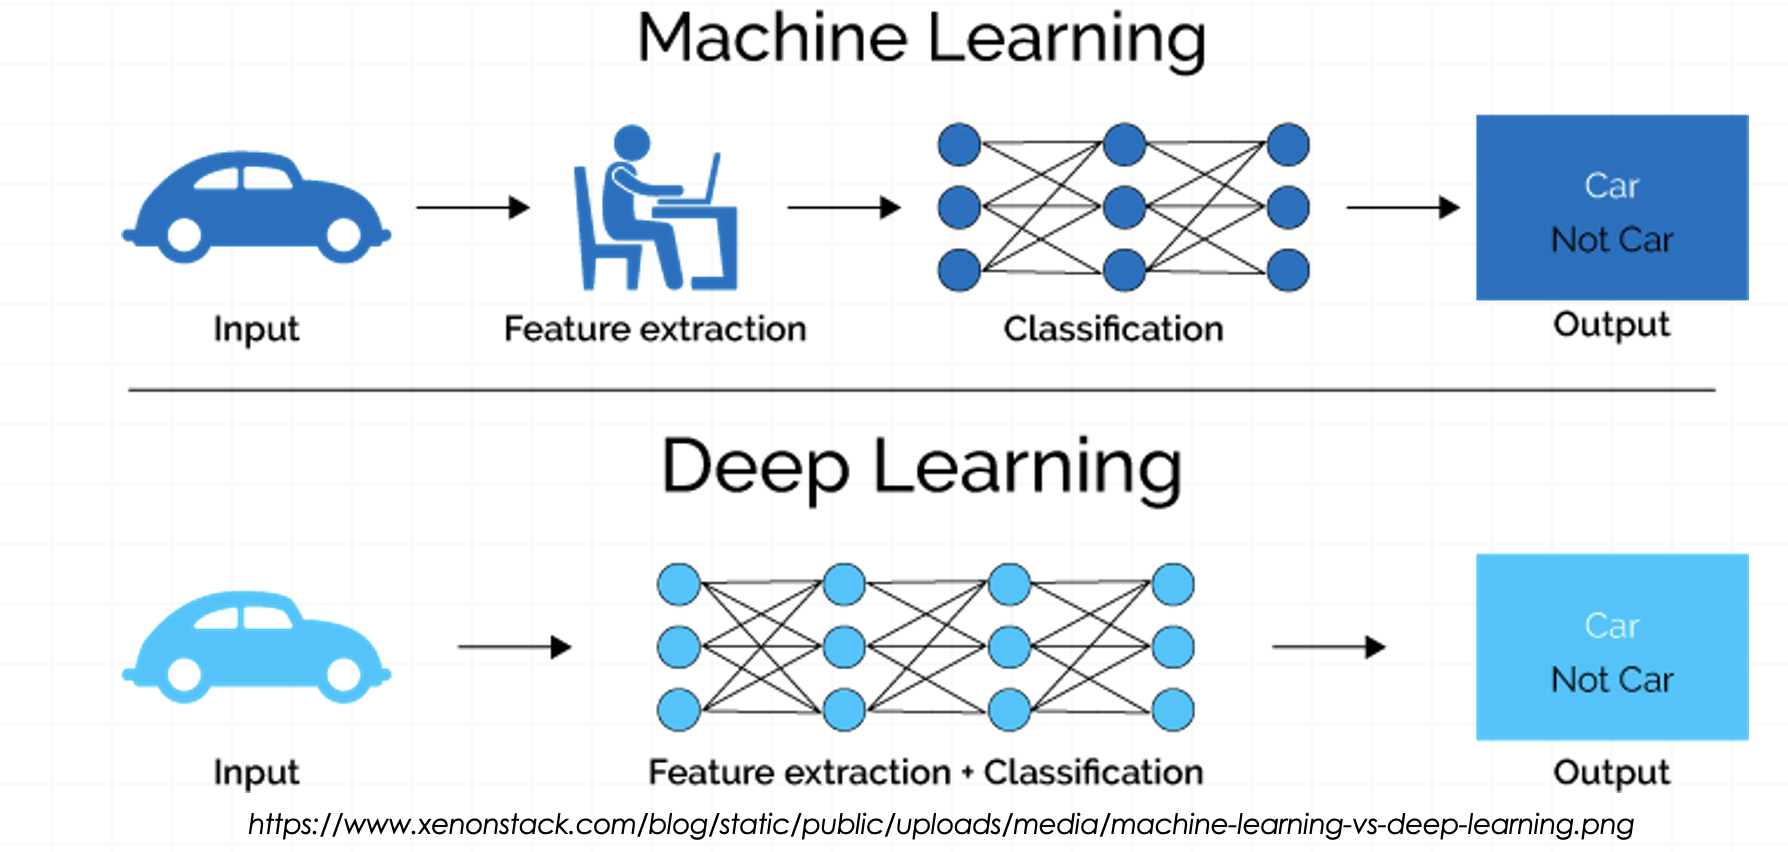 Machine Learning
Car
Not Car
Input
Feature extraction
Classification
Output
Deep Learning
Car
Not Car
Input
Feature extraction + Classification
Output
https://www.xenonstack.com/blog/static/public/uploads/media/machine-learning-vs-deep-learning.png